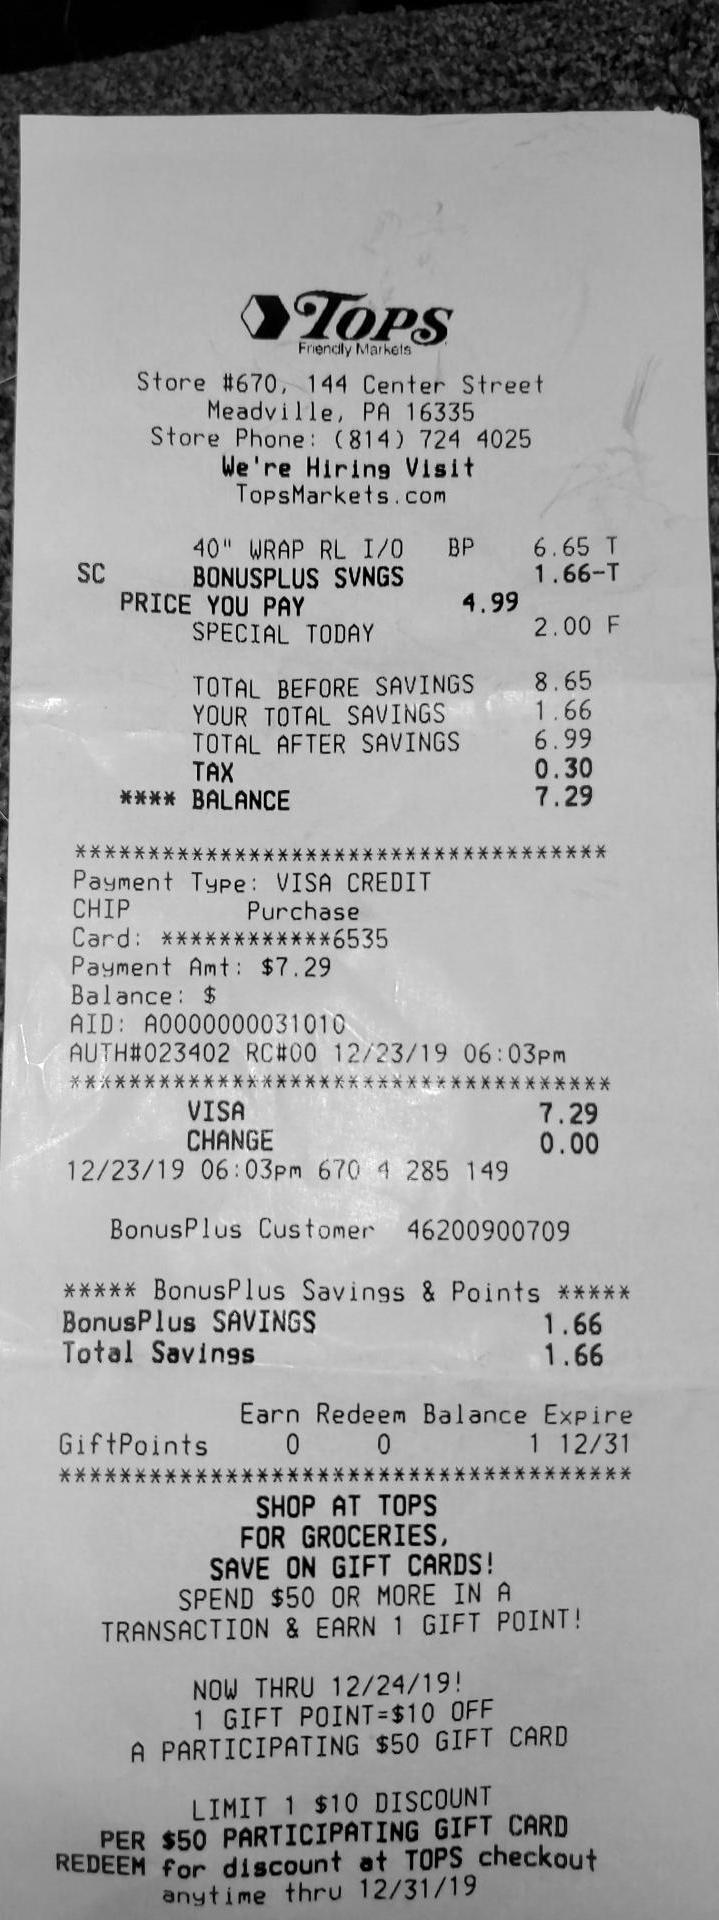 TOPS
Friendly Markets
Store #670, 144 Center Street
Meadville, PA 16335
Store Phone: (814) 724 4025
We're Hiring Visit
TopsMarkets.com
40" WRAP RL I/O BP 6.65 T
SC BONUSPLUS SVNGS 1.66-T
PRICE YOU PAY 4.99
SPECIAL TODAY 2.00 F
TOTAL BEFORE SAVINGS 8.65
YOUR TOTAL SAVINGS 1.66
TOTAL AFTER SAVINGS 6.99
TAX 0.30
**** BALANCE 7.29
************************************
Payment Type: VISA CREDIT
CHIP Purchase
Card: ************6535
Payment Amt: $7.29
Balance: $
AID: A0000000031010
AUTH#023402 RC#00 12/23/19 06:03pm
************************************
VISA 7.29
CHANGE 0.00
12/23/19 06:03pm 670 4 285 149
BonusPlus Customer 46200900709
***** BonusPlus Savings & Points *****
BonusPlus SAVINGS 1.66
Total Savings 1.66
Earn Redeem Balance Expire
GiftPoints 0 0 1 12/31
**************************************
SHOP AT TOPS
FOR GROCERIES,
SAVE ON GIFT CARDS!
SPEND $50 OR MORE IN A
TRANSACTION & EARN 1 GIFT POINT!
NOW THRU 12/24/19!
1 GIFT POINT=$10 OFF
A PARTICIPATING $50 GIFT CARD
LIMIT 1 $10 DISCOUNT
PER $50 PARTICIPATING GIFT CARD
REDEEM for discount at TOPS checkout
anytime thru 12/31/19